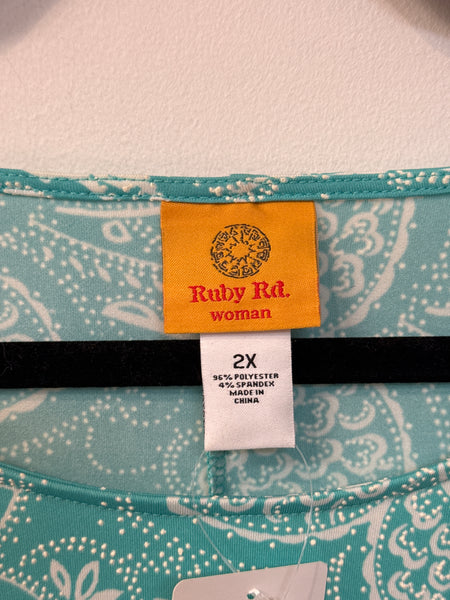 Ruby Rd.
woman
2X
96% POLYESTER
4% SPANDEX
MADE IN
CHINA